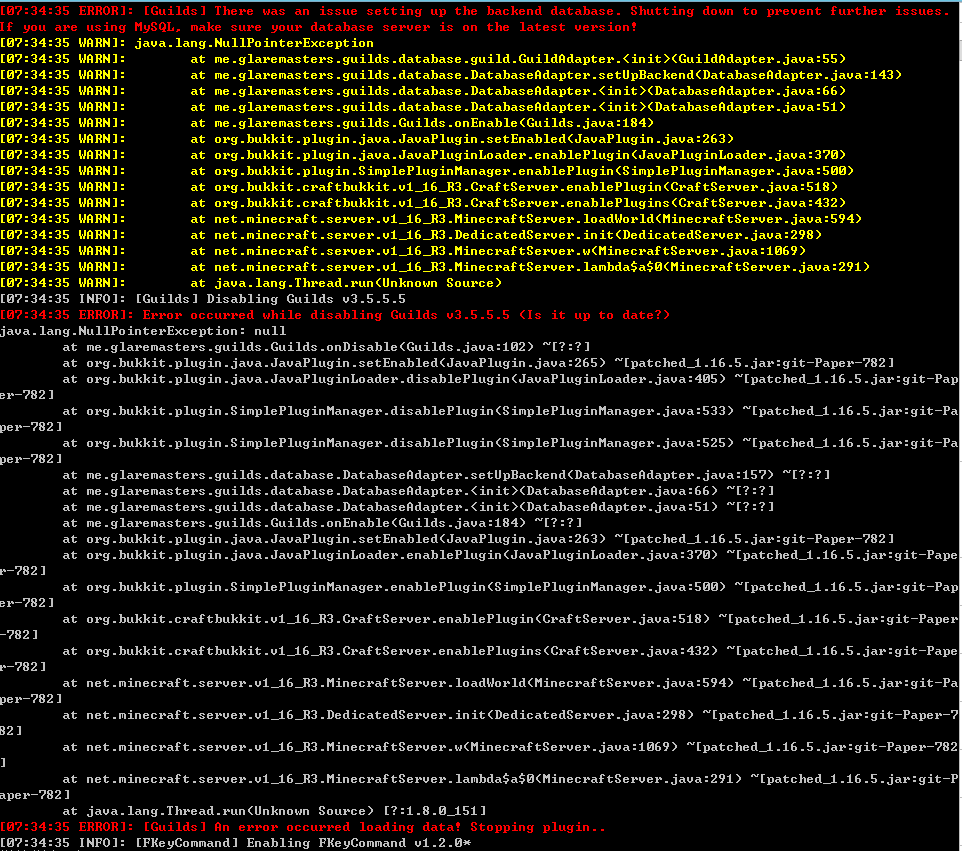 [07:34:35 ERROR]: [Guilds] There was an issue setting up the backend database. Shutting down to prevent further issues.
If you are using MySQL, make sure your database server is on the latest version!
[07:34:35 WARN]: java.lang.NullPointerException
[07:34:35 WARN]:        at me.glaremasters.guilds.database.guild.GuildAdapter.<init>(GuildAdapter.java:55)
[07:34:35 WARN]:        at me.glaremasters.guilds.database.DatabaseAdapter.setUpBackend(DatabaseAdapter.java:143)
[07:34:35 WARN]:        at me.glaremasters.guilds.database.DatabaseAdapter.<init>(DatabaseAdapter.java:66)
[07:34:35 WARN]:        at me.glaremasters.guilds.database.DatabaseAdapter.<init>(DatabaseAdapter.java:51)
[07:34:35 WARN]:        at me.glaremasters.guilds.Guilds.onEnable(Guilds.java:184)
[07:34:35 WARN]:        at org.bukkit.plugin.java.JavaPlugin.setEnabled(JavaPlugin.java:263)
[07:34:35 WARN]:        at org.bukkit.plugin.java.JavaPluginLoader.enablePlugin(JavaPluginLoader.java:370)
[07:34:35 WARN]:        at org.bukkit.plugin.SimplePluginManager.enablePlugin(SimplePluginManager.java:500)
[07:34:35 WARN]:        at org.bukkit.craftbukkit.v1_16_R3.CraftServer.enablePlugin(CraftServer.java:518)
[07:34:35 WARN]:        at org.bukkit.craftbukkit.v1_16_R3.CraftServer.enablePlugins(CraftServer.java:432)
[07:34:35 WARN]:        at net.minecraft.server.v1_16_R3.MinecraftServer.loadWorld(MinecraftServer.java:594)
[07:34:35 WARN]:        at net.minecraft.server.v1_16_R3.DedicatedServer.init(DedicatedServer.java:298)
[07:34:35 WARN]:        at net.minecraft.server.v1_16_R3.MinecraftServer.w(MinecraftServer.java:1069)
[07:34:35 WARN]:        at net.minecraft.server.v1_16_R3.MinecraftServer.lambda$a$0(MinecraftServer.java:291)
[07:34:35 WARN]:        at java.lang.Thread.run(Unknown Source)
[07:34:35 INFO]: [Guilds] Disabling Guilds v3.5.5.5
[07:34:35 ERROR]: Error occurred while disabling Guilds v3.5.5.5 (Is it up to date?)
java.lang.NullPointerException: null
        at me.glaremasters.guilds.Guilds.onDisable(Guilds.java:102) ~[?:?]
        at org.bukkit.plugin.java.JavaPlugin.setEnabled(JavaPlugin.java:265) ~[patched_1.16.5.jar:git-Paper-782]
        at org.bukkit.plugin.java.JavaPluginLoader.disablePlugin(JavaPluginLoader.java:405) ~[patched_1.16.5.jar:git-Pap
er-782]
        at org.bukkit.plugin.SimplePluginManager.disablePlugin(SimplePluginManager.java:533) ~[patched_1.16.5.jar:git-Pa
per-782]
        at org.bukkit.plugin.SimplePluginManager.disablePlugin(SimplePluginManager.java:525) ~[patched_1.16.5.jar:git-Pa
per-782]
        at me.glaremasters.guilds.database.DatabaseAdapter.setUpBackend(DatabaseAdapter.java:157) ~[?:?]
        at me.glaremasters.guilds.database.DatabaseAdapter.<init>(DatabaseAdapter.java:66) ~[?:?]
        at me.glaremasters.guilds.database.DatabaseAdapter.<init>(DatabaseAdapter.java:51) ~[?:?]
        at me.glaremasters.guilds.Guilds.onEnable(Guilds.java:184) ~[?:?]
        at org.bukkit.plugin.java.JavaPlugin.setEnabled(JavaPlugin.java:263) ~[patched_1.16.5.jar:git-Paper-782]
        at org.bukkit.plugin.java.JavaPluginLoader.enablePlugin(JavaPluginLoader.java:370) ~[patched_1.16.5.jar:git-Pape
r-782]
        at org.bukkit.plugin.SimplePluginManager.enablePlugin(SimplePluginManager.java:500) ~[patched_1.16.5.jar:git-Pap
er-782]
        at org.bukkit.craftbukkit.v1_16_R3.CraftServer.enablePlugin(CraftServer.java:518) ~[patched_1.16.5.jar:git-Paper
-782]
        at org.bukkit.craftbukkit.v1_16_R3.CraftServer.enablePlugins(CraftServer.java:432) ~[patched_1.16.5.jar:git-Pape
r-782]
        at net.minecraft.server.v1_16_R3.MinecraftServer.loadWorld(MinecraftServer.java:594) ~[patched_1.16.5.jar:git-Pa
per-782]
        at net.minecraft.server.v1_16_R3.DedicatedServer.init(DedicatedServer.java:298) ~[patched_1.16.5.jar:git-Paper-7
82]
        at net.minecraft.server.v1_16_R3.MinecraftServer.w(MinecraftServer.java:1069) ~[patched_1.16.5.jar:git-Paper-782
]
        at net.minecraft.server.v1_16_R3.MinecraftServer.lambda$a$0(MinecraftServer.java:291) ~[patched_1.16.5.jar:git-P
aper-782]
        at java.lang.Thread.run(Unknown Source) [?:1.8.0_151]
[07:34:35 ERROR]: [Guilds] An error occurred loading data! Stopping plugin..
[07:34:35 INFO]: [FKeyCommand] Enabling FKeyCommand v1.2.0*